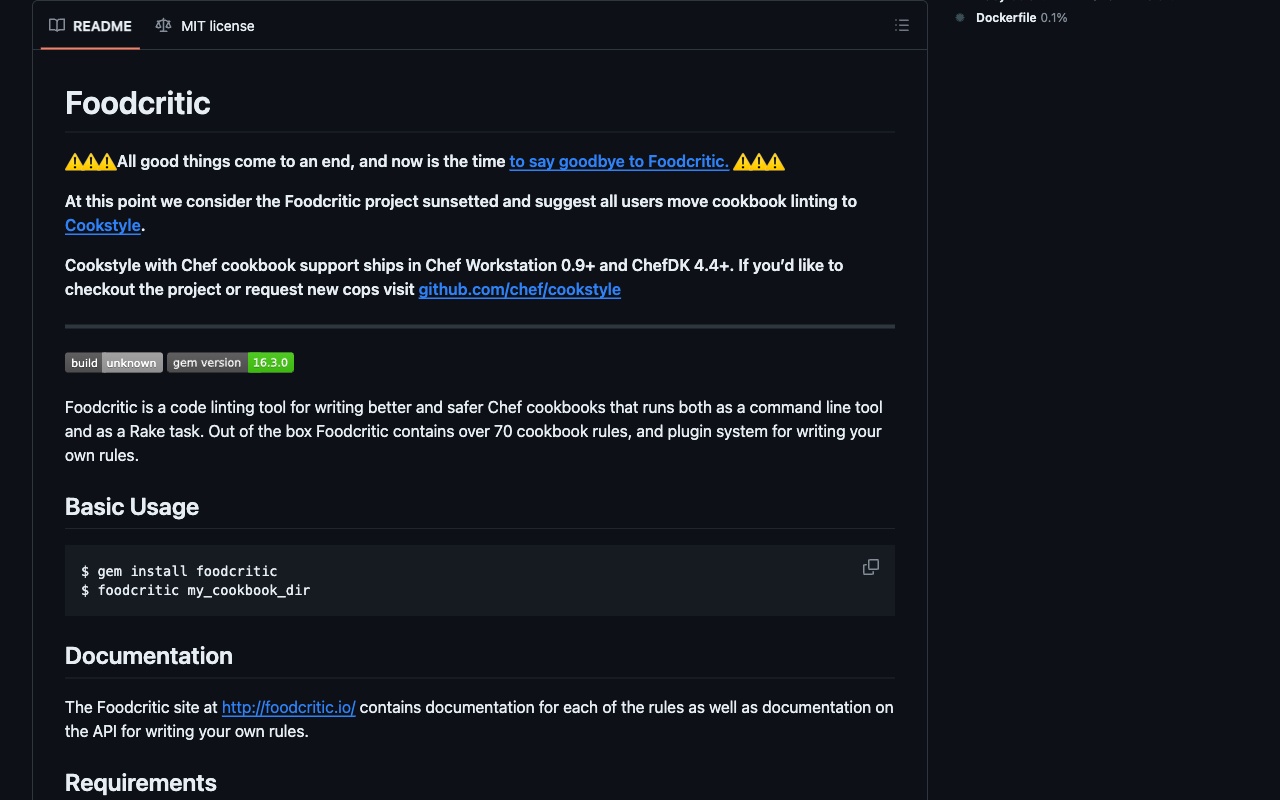 README
MIT license
Dockerfile 0.1%
Foodcritic
⚠️⚠️⚠️All good things come to an end, and now is the time to say goodbye to Foodcritic. ⚠️⚠️⚠️
At this point we consider the Foodcritic project sunsetted and suggest all users move cookbook linting to
Cookstyle.
Cookstyle with Chef cookbook support ships in Chef Workstation 0.9+ and ChefDK 4.4+. If you’d like to
checkout the project or request new cops visit github.com/chef/cookstyle
build unknown gem version 16.3.0
Foodcritic is a code linting tool for writing better and safer Chef cookbooks that runs both as a command line tool
and as a Rake task. Out of the box Foodcritic contains over 70 cookbook rules, and plugin system for writing your
own rules.
Basic Usage
$ gem install foodcritic
$ foodcritic my_cookbook_dir
Documentation
The Foodcritic site at http://foodcritic.io/ contains documentation for each of the rules as well as documentation on
the API for writing your own rules.
Requirements